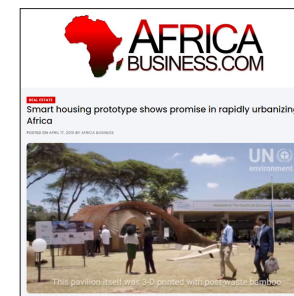 AFRICA
BUSINESS.COM
REAL ESTATE
Smart housing prototype shows promise in rapidly urbanizing
Africa
POSTED ON APRIL 17, 2019 BY AFRICA BUSINESS
UN
environment
This pavilion itself was 3-D printed with post-waste bamboo